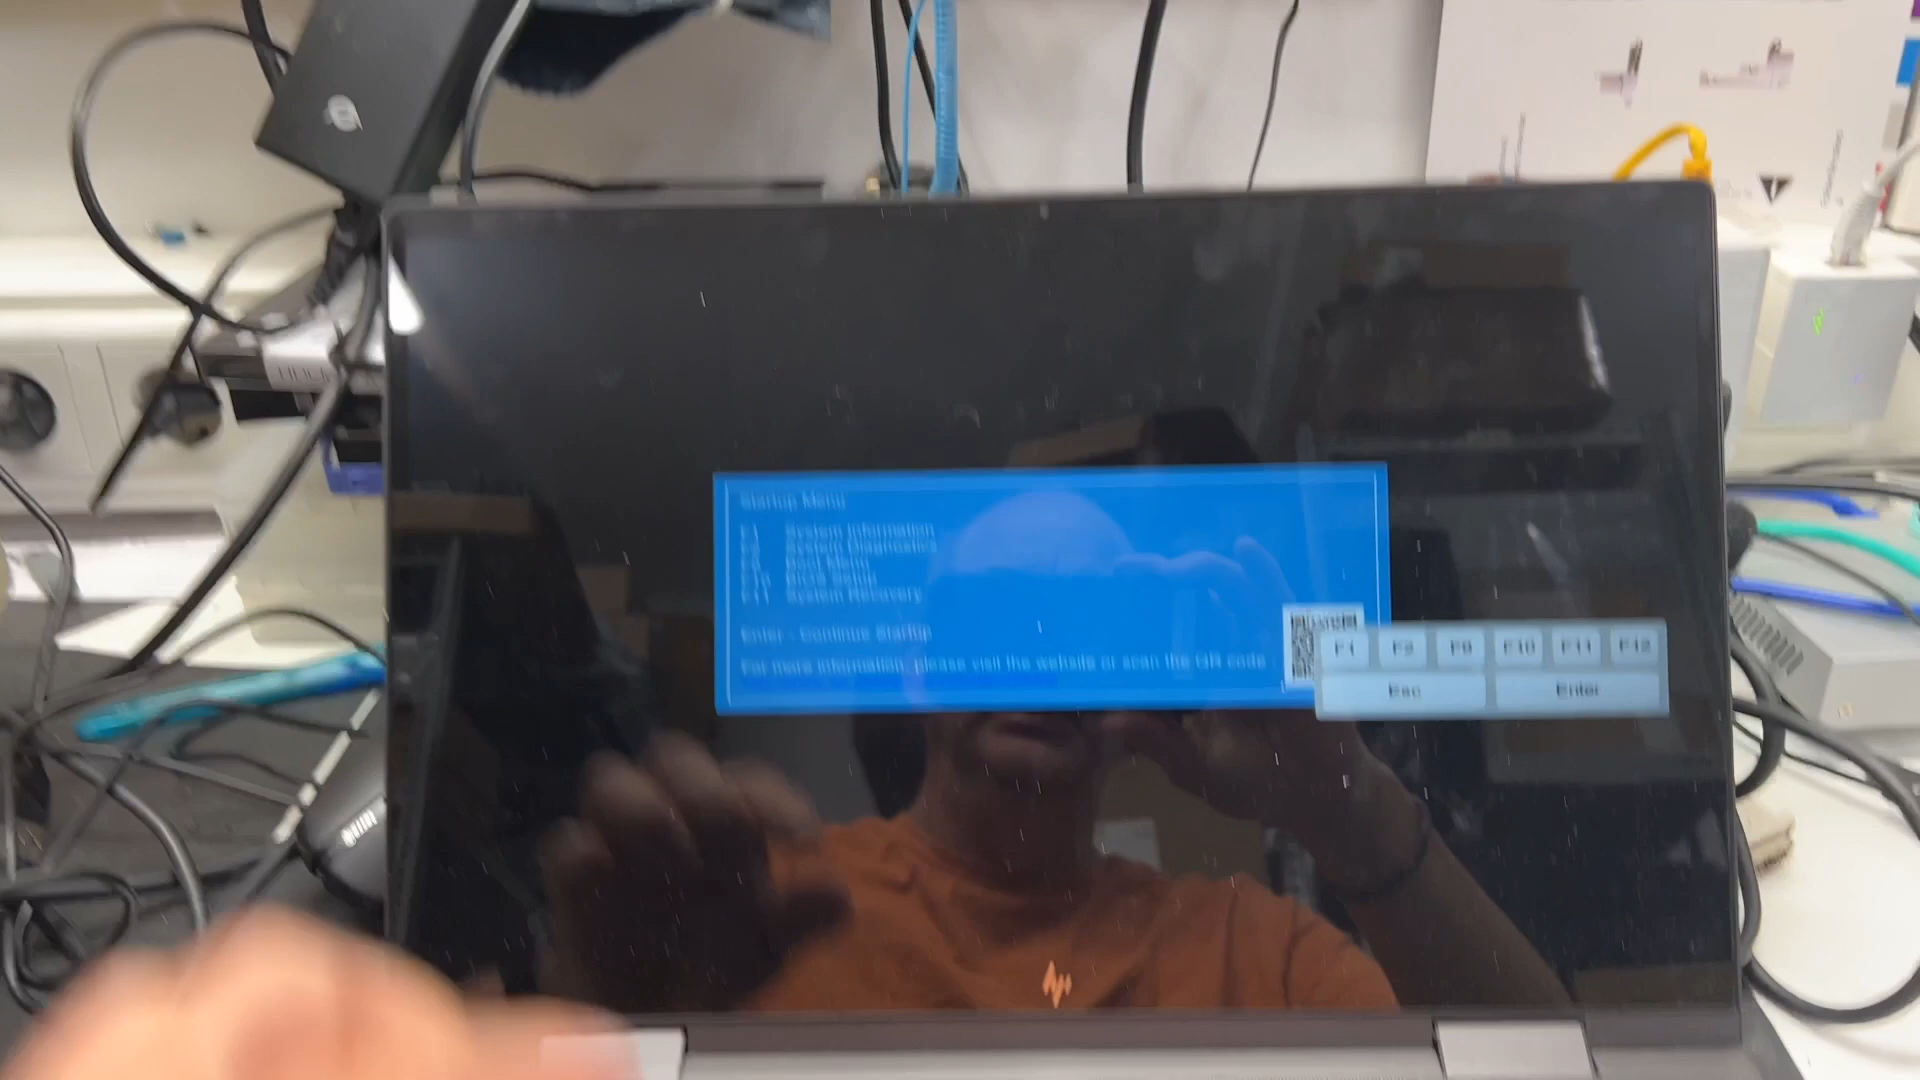 Startup Menu
F1 System Information
F2 System Diagnostics
F9 Boot Menu
F10 BIOS Setup
F11 System Recovery
Enter - Continue Startup
For more information, please visit the website or scan the QR code
F1 F2 F9 F10 F11 F12
Esc Enter
hp